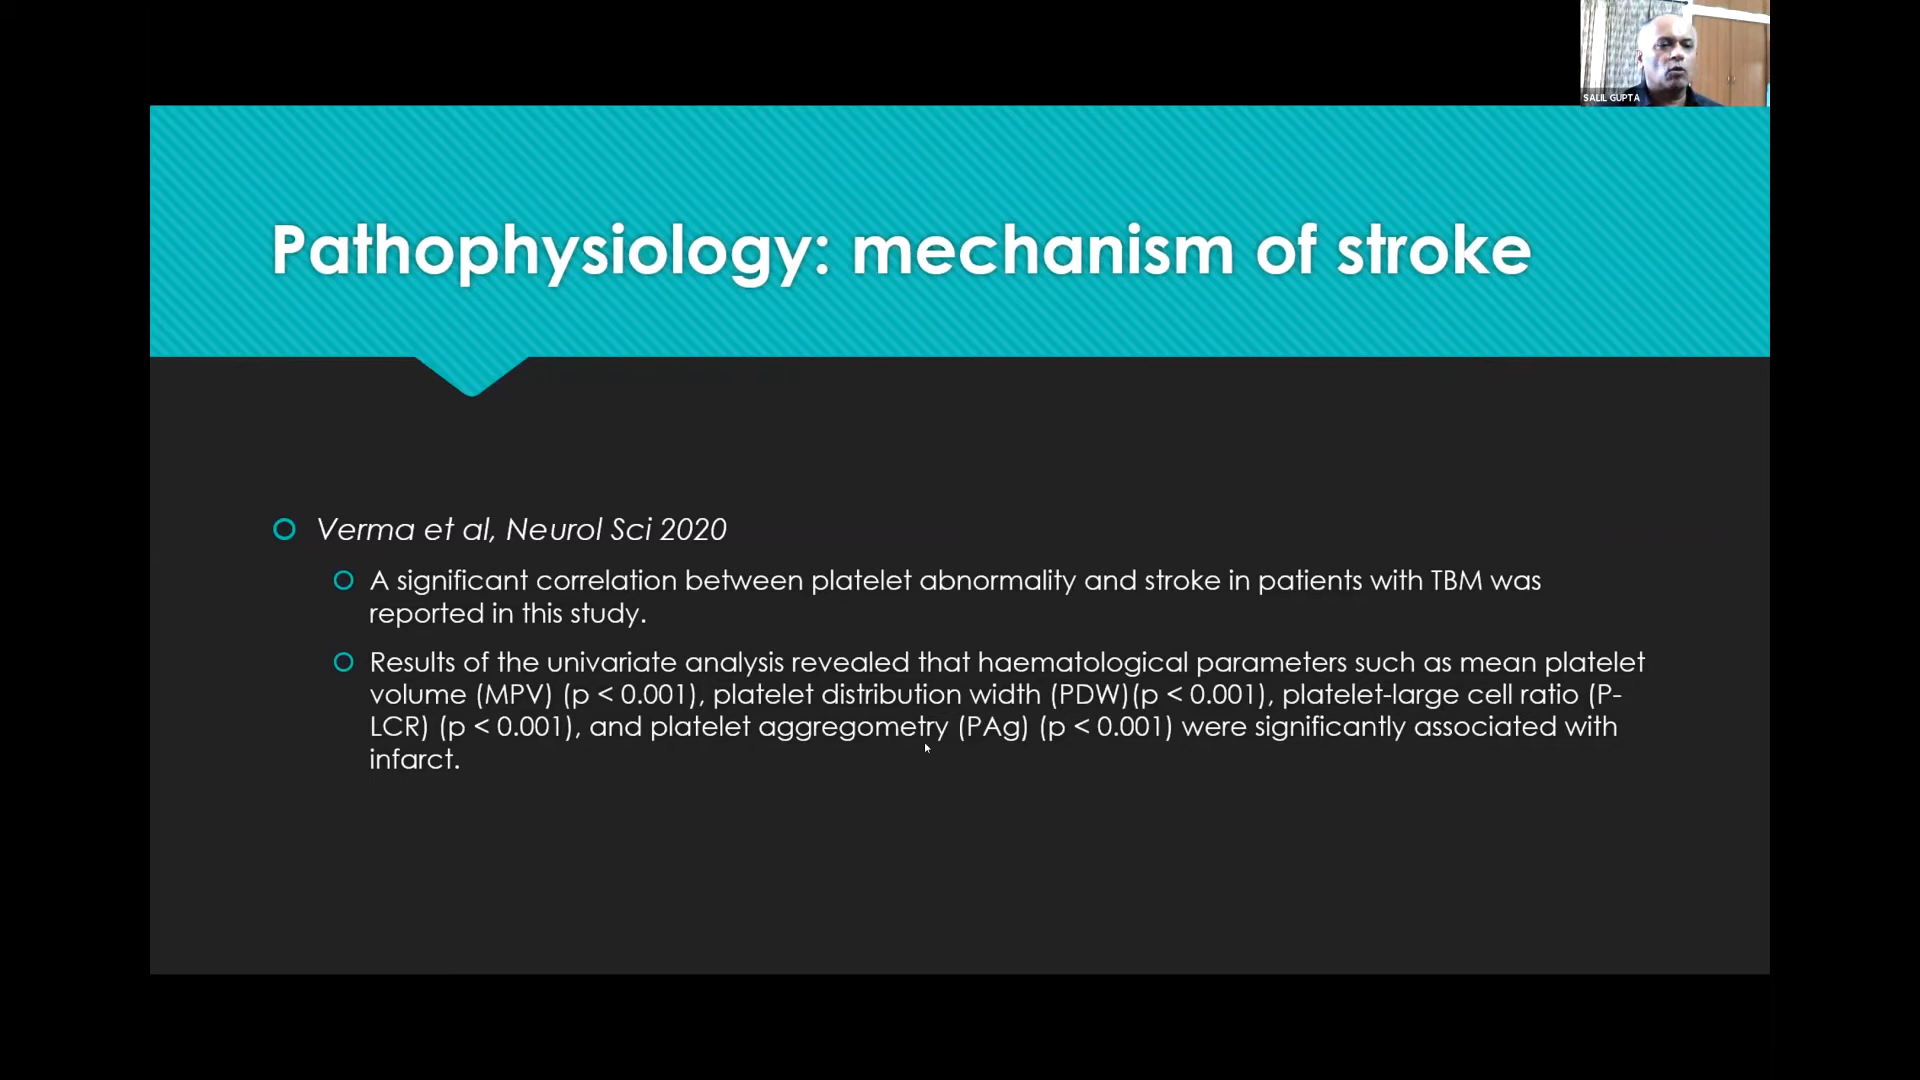 SALIL GUPTA
Pathophysiology: mechanism of stroke
Verma et al, Neurol Sci 2020
A significant correlation between platelet abnormality and stroke in patients with TBM was
reported in this study.
Results of the univariate analysis revealed that haematological parameters such as mean platelet
volume (MPV) (p < 0.001), platelet distribution width (PDW)(p < 0.001), platelet-large cell ratio (P-
LCR) (p < 0.001), and platelet aggregometry (PAg) (p < 0.001) were significantly associated with
infarct.